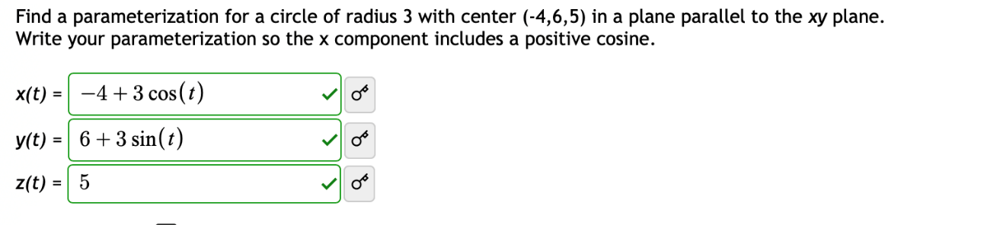 Find a parameterization for a circle of radius 3 with center (-4,6,5) in a plane parallel to the xy plane.
Write your parameterization so the x component includes a positive cosine.
x(t) = −4 + 3 cos(t)
y(t) = 6 + 3 sin(t)
z(t) = 5